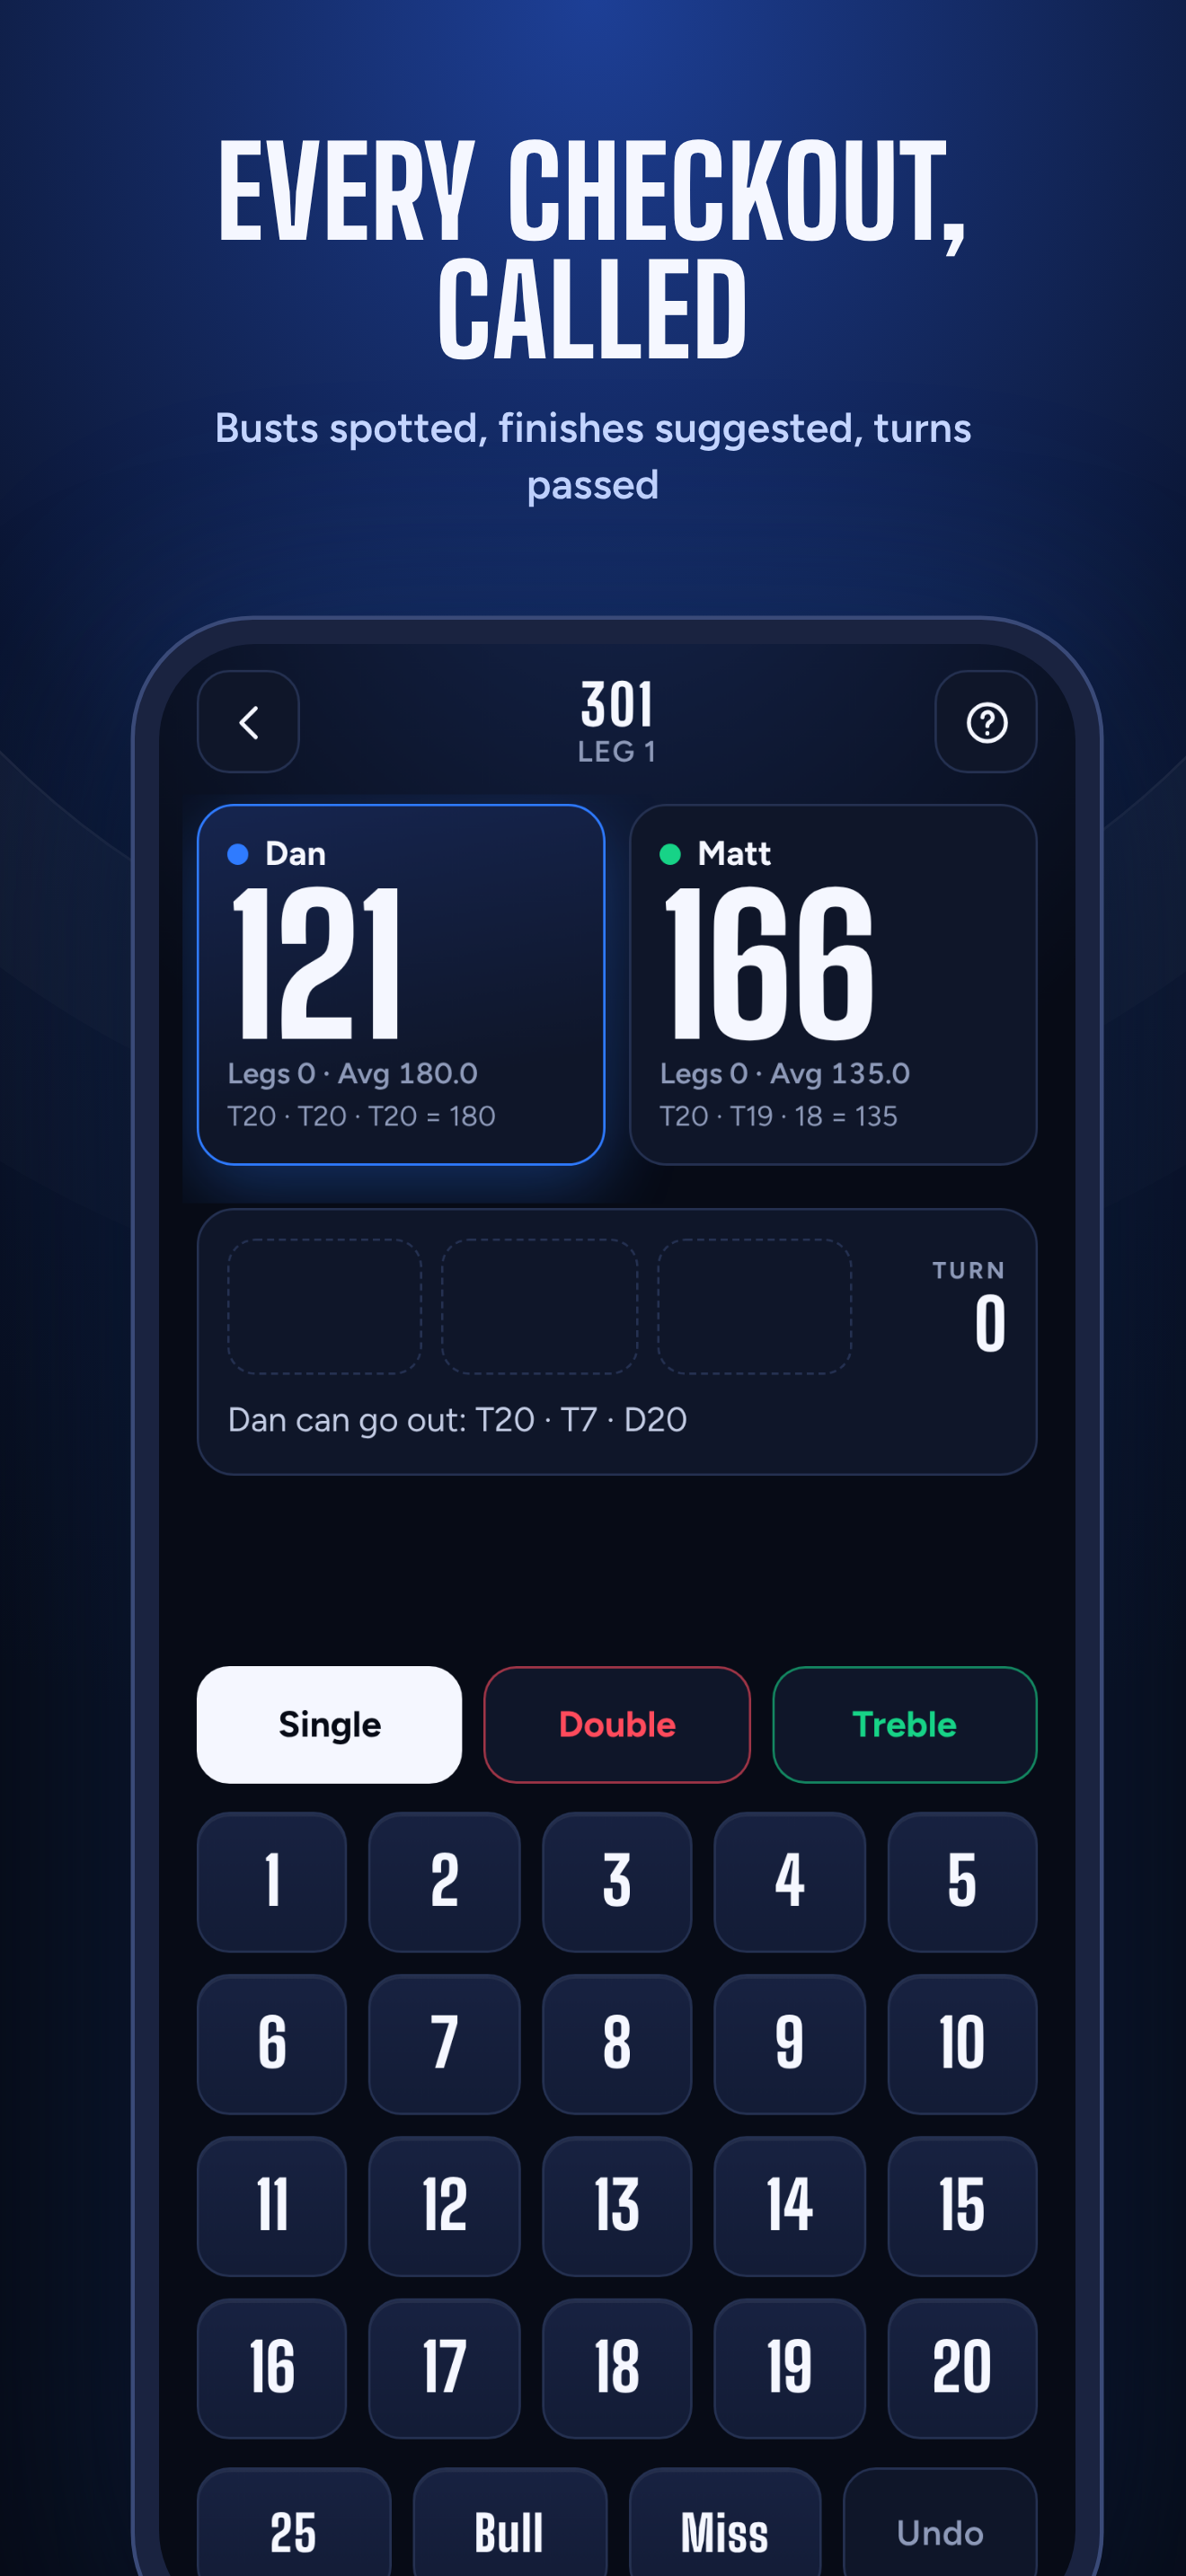 EVERY CHECKOUT,
CALLED
Busts spotted, finishes suggested, turns
passed
301
LEG 1
Dan
121
Legs 0 · Avg 180.0
T20 · T20 · T20 = 180
Matt
166
Legs 0 · Avg 135.0
T20 · T19 · 18 = 135
TURN
0
Dan can go out: T20 · T7 · D20
Single Double Treble
1 2 3 4 5
6 7 8 9 10
11 12 13 14 15
16 17 18 19 20
25 Bull Miss Undo